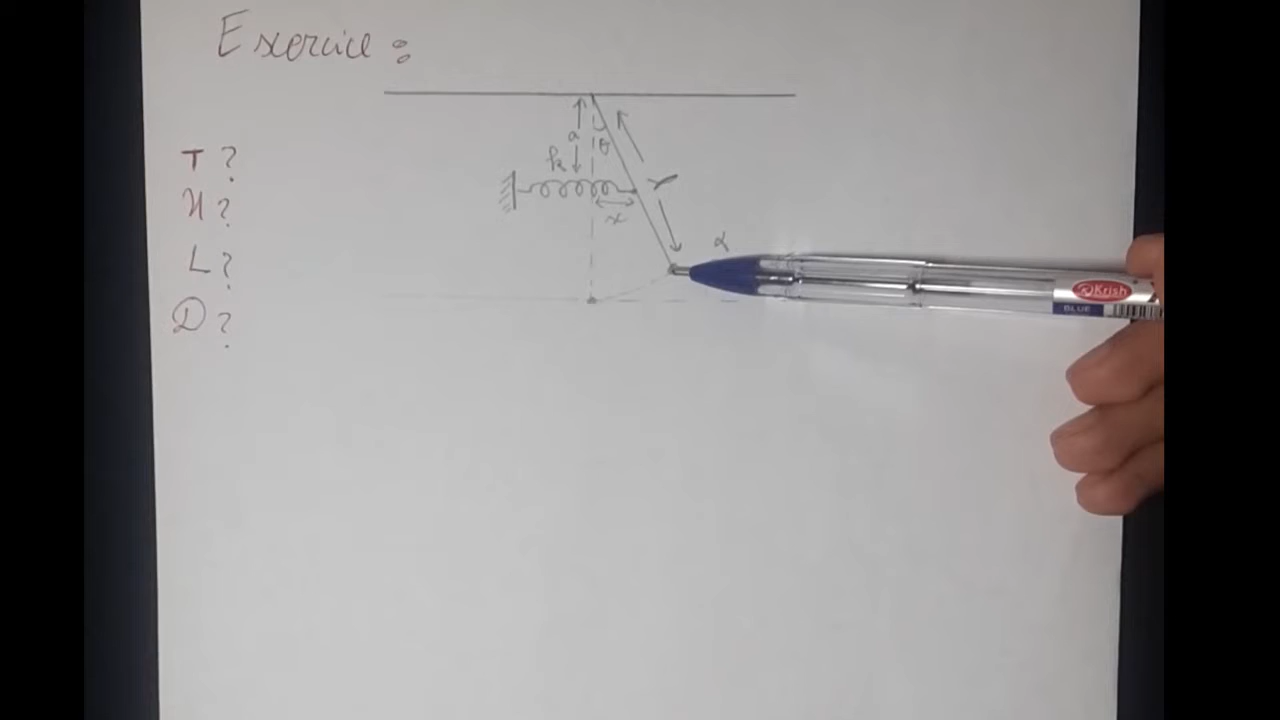 Exercice :
T ?
U ?
L ?
D ?
a
θ
k
x
α
Krish
BLUE